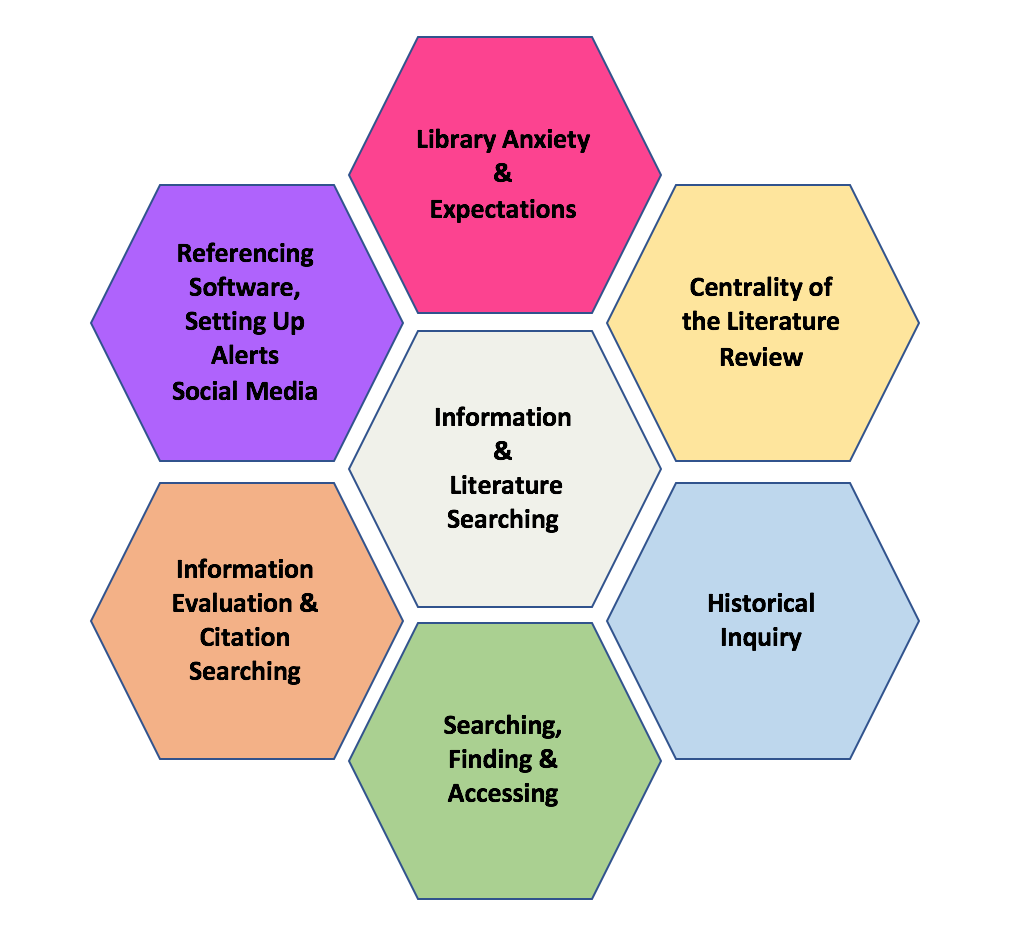 Library Anxiety
&
Expectations
Referencing
Software,
Setting Up
Alerts
Social Media
Centrality of
the Literature
Review
Information
&
Literature
Searching
Information
Evaluation &
Citation
Searching
Historical
Inquiry
Searching,
Finding &
Accessing